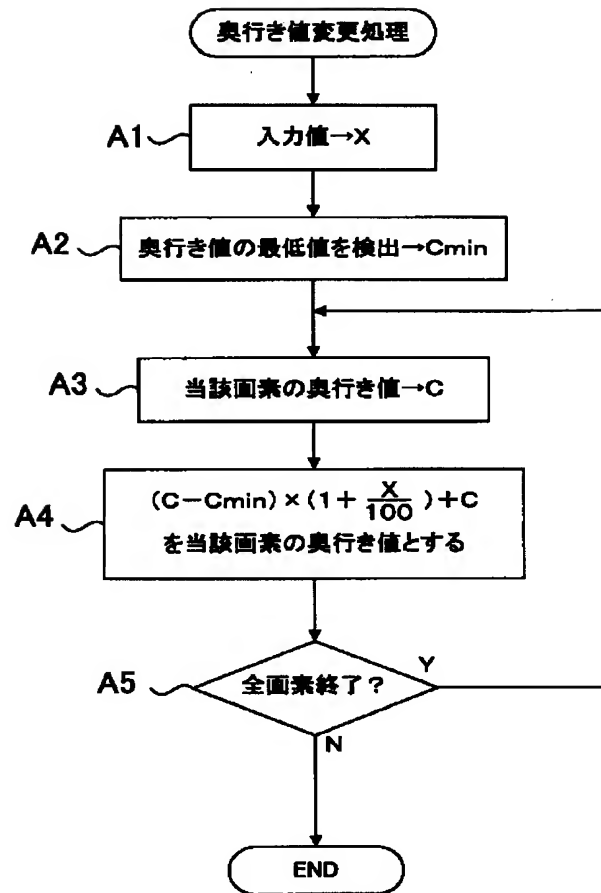 奥行き値変更処理
A1
入力値→X
A2
奥行き値の最低値を検出→Cmin
A3
当該画素の奥行き値→C
A4
(C－Cmin)×(1＋X/100)＋C
を当該画素の奥行き値とする
A5
全画素終了？
Y
N
END